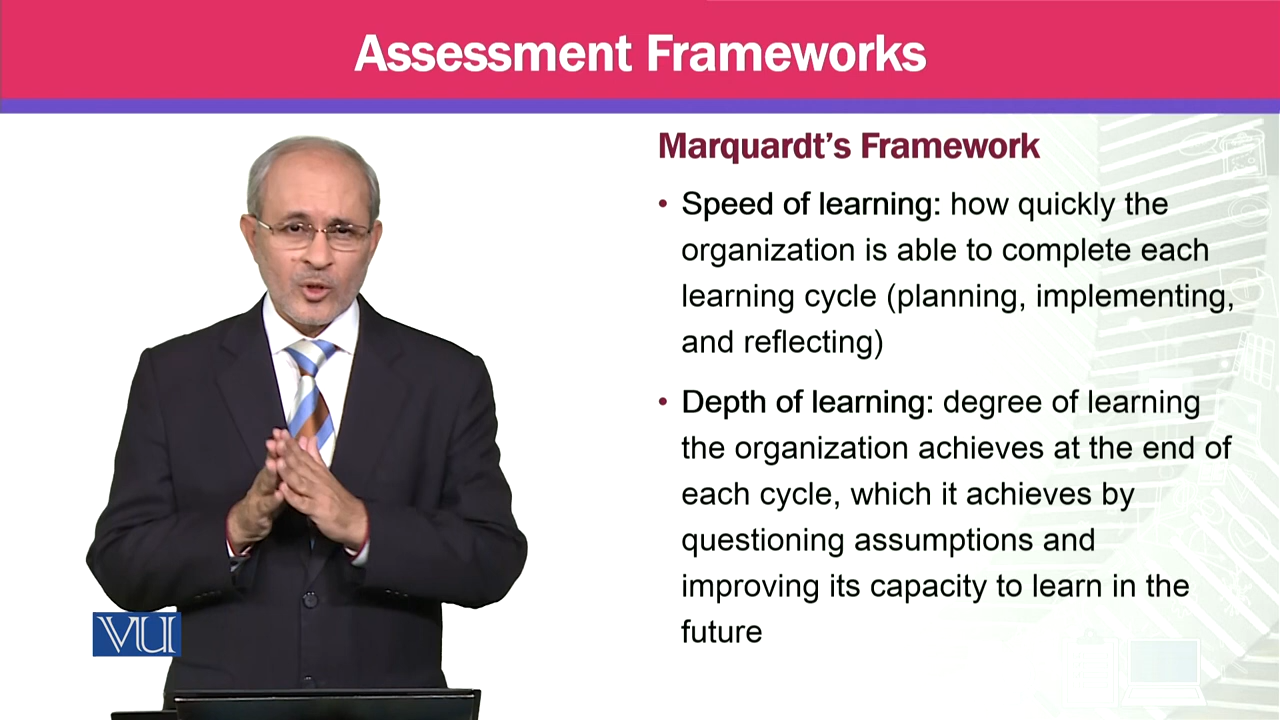 Assessment Frameworks
Marquardt’s Framework
• Speed of learning: how quickly the
organization is able to complete each
learning cycle (planning, implementing,
and reflecting)
• Depth of learning: degree of learning
the organization achieves at the end of
each cycle, which it achieves by
questioning assumptions and
improving its capacity to learn in the
future
VU